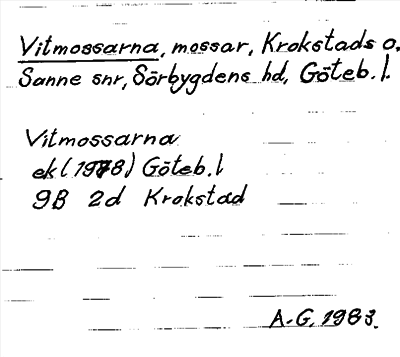 Vitmossarna, mossar, Krokstads o.
Sanne snr, Sörbygdens hd, Göteb. l.
Vitmossarna
ek (1978) Göteb. l
9B 2d Krokstad
A.G. 1983.